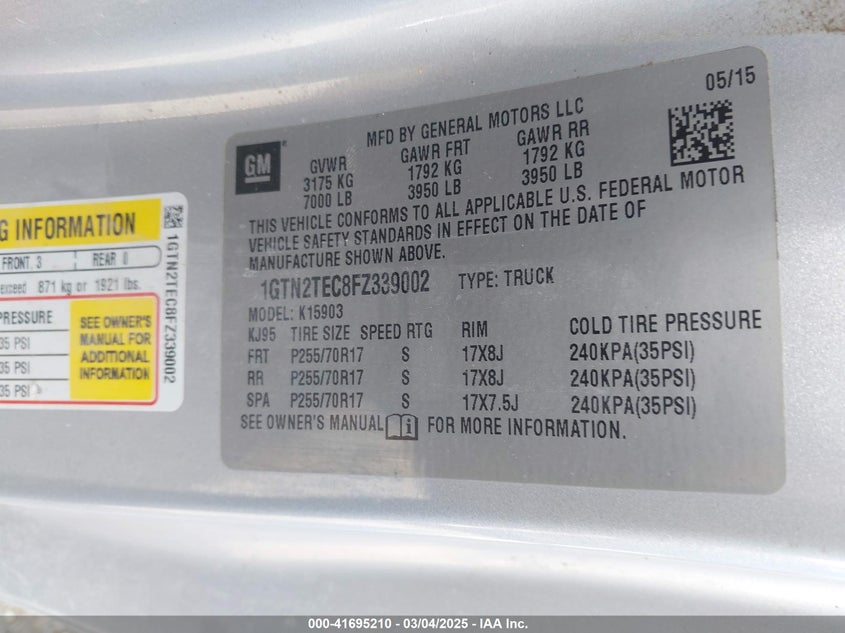 05/15
MFD BY GENERAL MOTORS LLC
GM
GVWR GAWR FRT GAWR RR
3175 KG 1792 KG 1792 KG
7000 LB 3950 LB 3950 LB
THIS VEHICLE CONFORMS TO ALL APPLICABLE U.S. FEDERAL MOTOR
VEHICLE SAFETY STANDARDS IN EFFECT ON THE DATE OF
MANUFACTURE SHOWN ABOVE.
1GTN2TEC8FZ339002 TYPE: TRUCK
MODEL: K15903
KJ95 TIRE SIZE SPEED RTG RIM COLD TIRE PRESSURE
FRT P255/70R17 S 17X8J 240KPA(35PSI)
RR P255/70R17 S 17X8J 240KPA(35PSI)
SPA P255/70R17 S 17X7.5J 240KPA(35PSI)
SEE OWNER'S MANUAL i FOR MORE INFORMATION.
INFORMATION
FRONT 3 REAR 0
exceed 871 kg or 1921 lbs.
PRESSURE
35 PSI
35 PSI
35 PSI
SEE OWNER'S
MANUAL FOR
ADDITIONAL
INFORMATION
1GTN2TEC8FZ339002
000-41695210 - 03/04/2025 - IAA Inc.